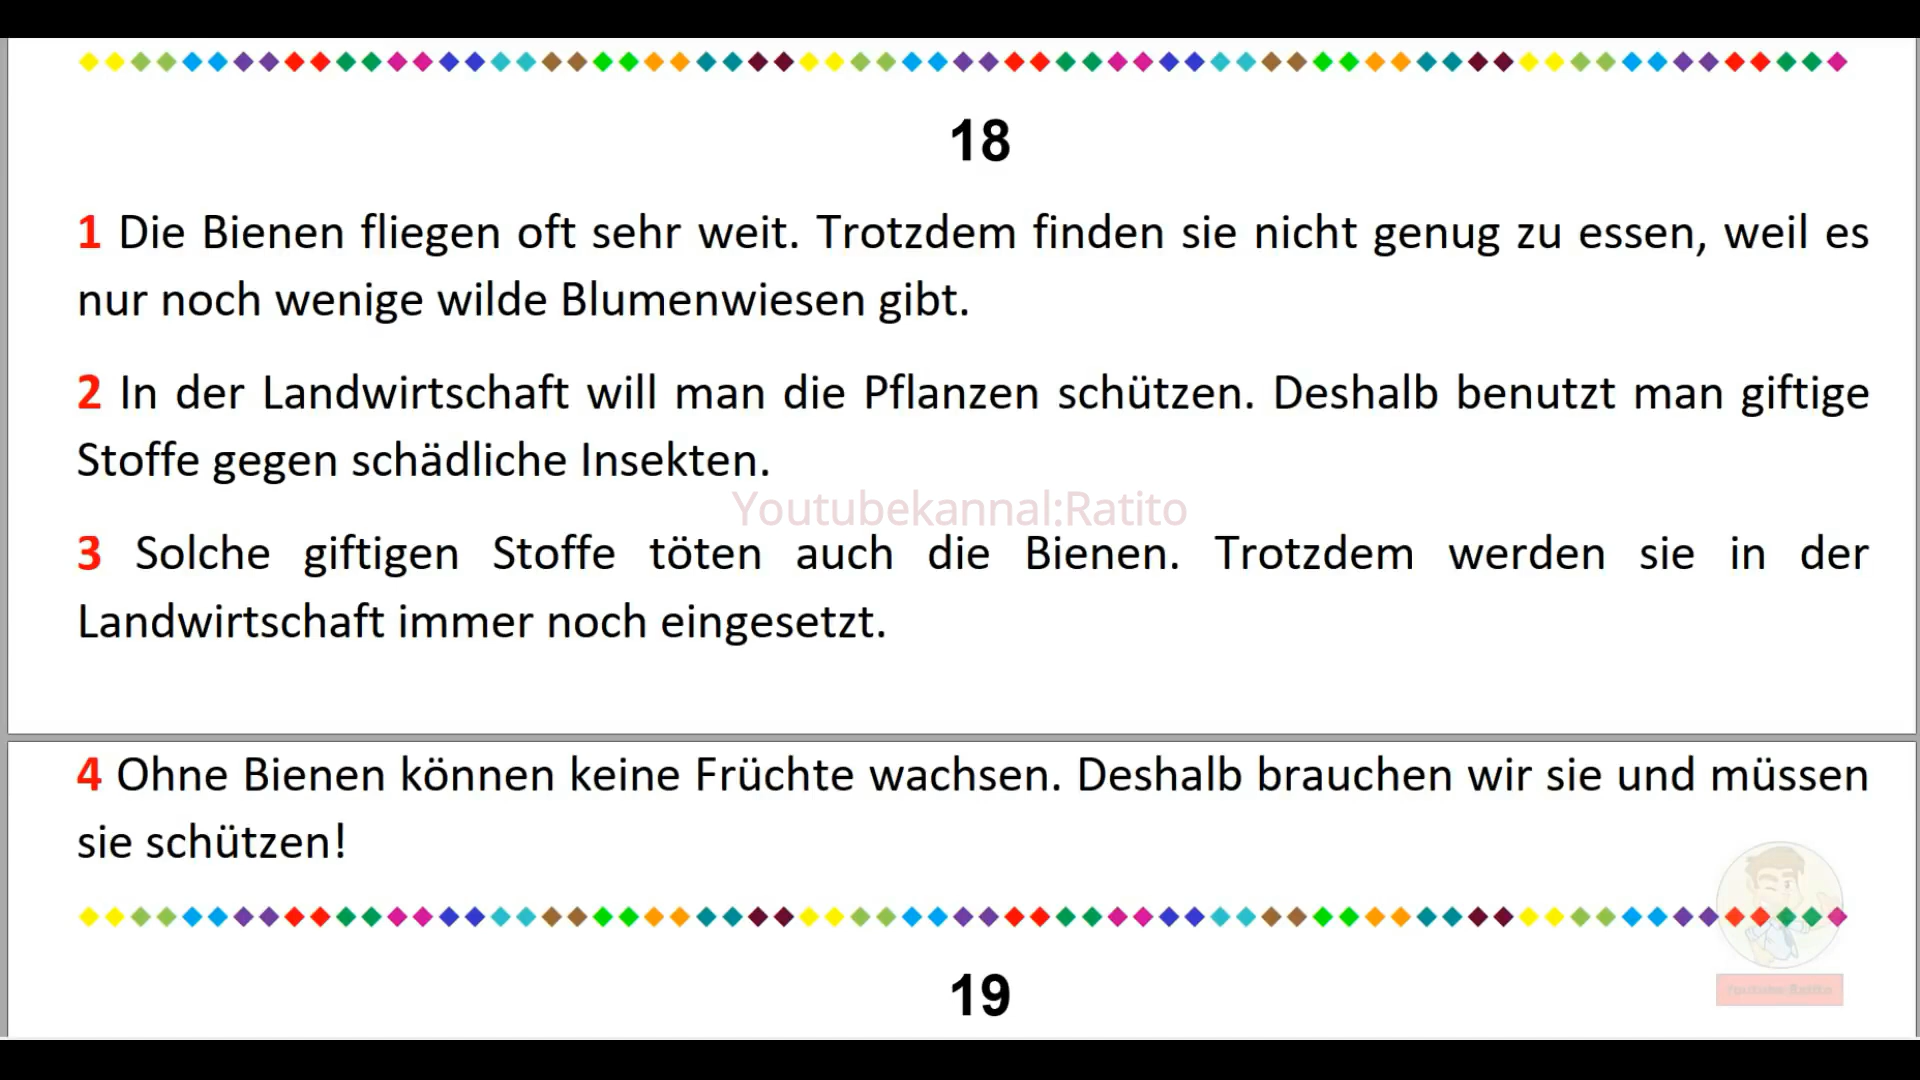 18
1 Die Bienen fliegen oft sehr weit. Trotzdem finden sie nicht genug zu essen, weil es
nur noch wenige wilde Blumenwiesen gibt.
2 In der Landwirtschaft will man die Pflanzen schützen. Deshalb benutzt man giftige
Stoffe gegen schädliche Insekten.
Youtubekannal:Ratito
3 Solche giftigen Stoffe töten auch die Bienen. Trotzdem werden sie in der
Landwirtschaft immer noch eingesetzt.
4 Ohne Bienen können keine Früchte wachsen. Deshalb brauchen wir sie und müssen
sie schützen!
19